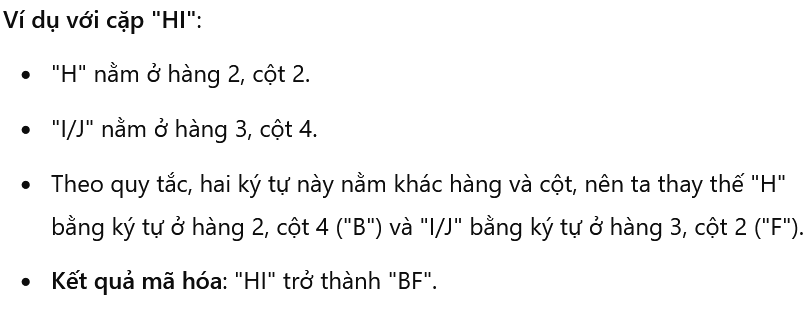 Ví dụ với cặp "HI":
• "H" nằm ở hàng 2, cột 2.
• "I/J" nằm ở hàng 3, cột 4.
• Theo quy tắc, hai ký tự này nằm khác hàng và cột, nên ta thay thế "H"
bằng ký tự ở hàng 2, cột 4 ("B") và "I/J" bằng ký tự ở hàng 3, cột 2 ("F").
• Kết quả mã hóa: "HI" trở thành "BF".